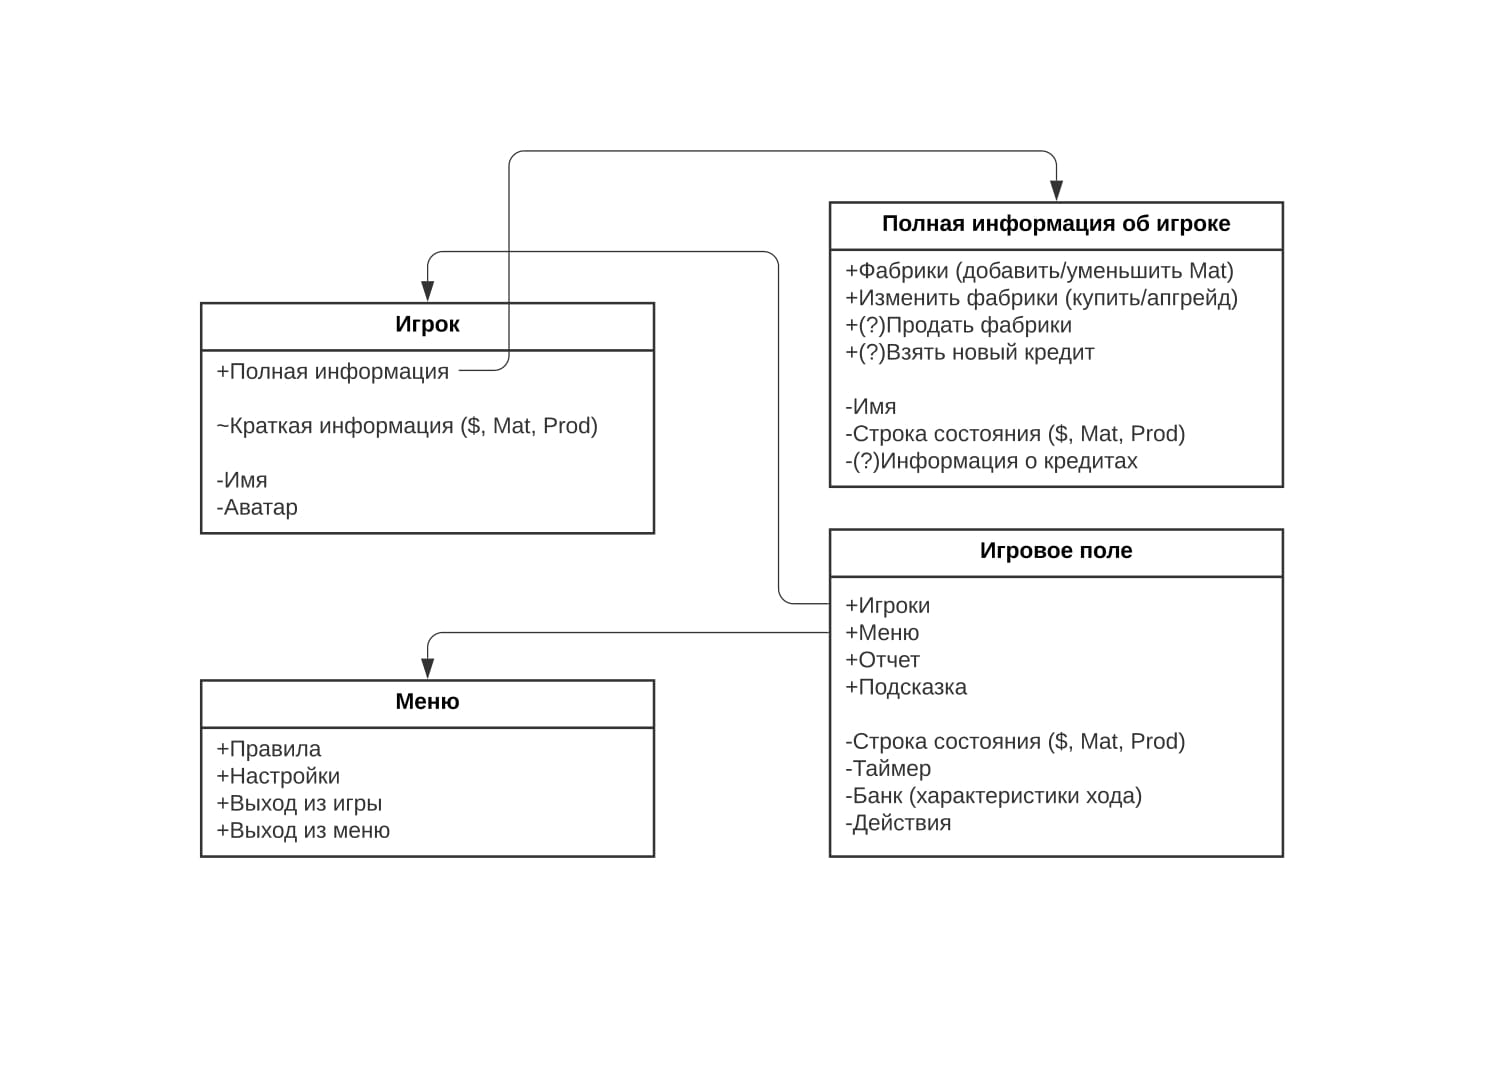 Полная информация об игроке
+Фабрики (добавить/уменьшить Mat)
+Изменить фабрики (купить/апгрейд)
+(?)Продать фабрики
+(?)Взять новый кредит
-Имя
-Строка состояния ($, Mat, Prod)
-(?)Информация о кредитах
Игрок
+Полная информация
~Краткая информация ($, Mat, Prod)
-Имя
-Аватар
Игровое поле
+Игроки
+Меню
+Отчет
+Подсказка
-Строка состояния ($, Mat, Prod)
-Таймер
-Банк (характеристики хода)
-Действия
Меню
+Правила
+Настройки
+Выход из игры
+Выход из меню